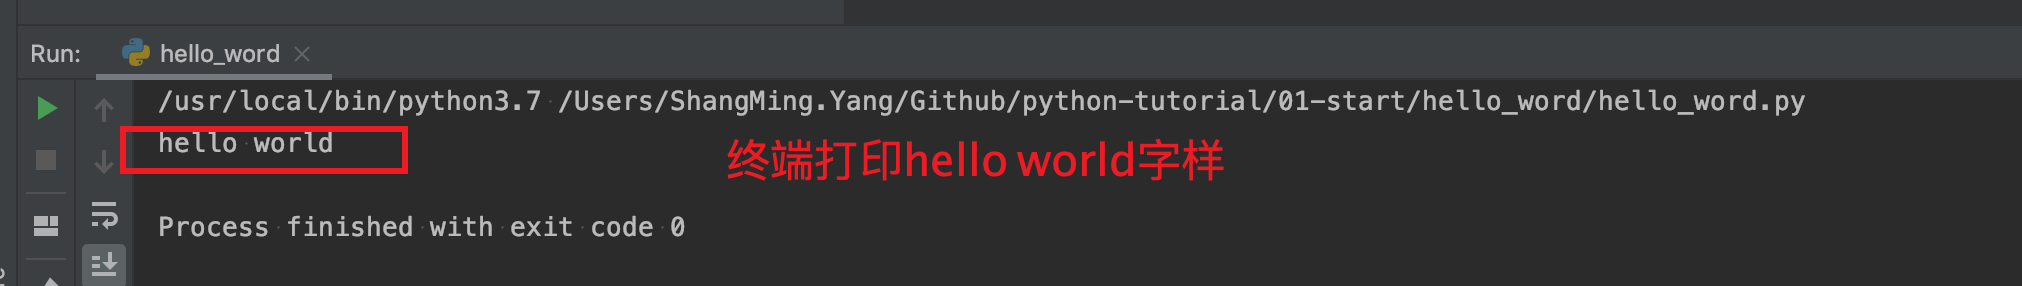 Run: hello_word
/usr/local/bin/python3.7 /Users/ShangMing.Yang/Github/python-tutorial/01-start/hello_word/hello_word.py
hello world
终端打印hello world字样
Process finished with exit code 0